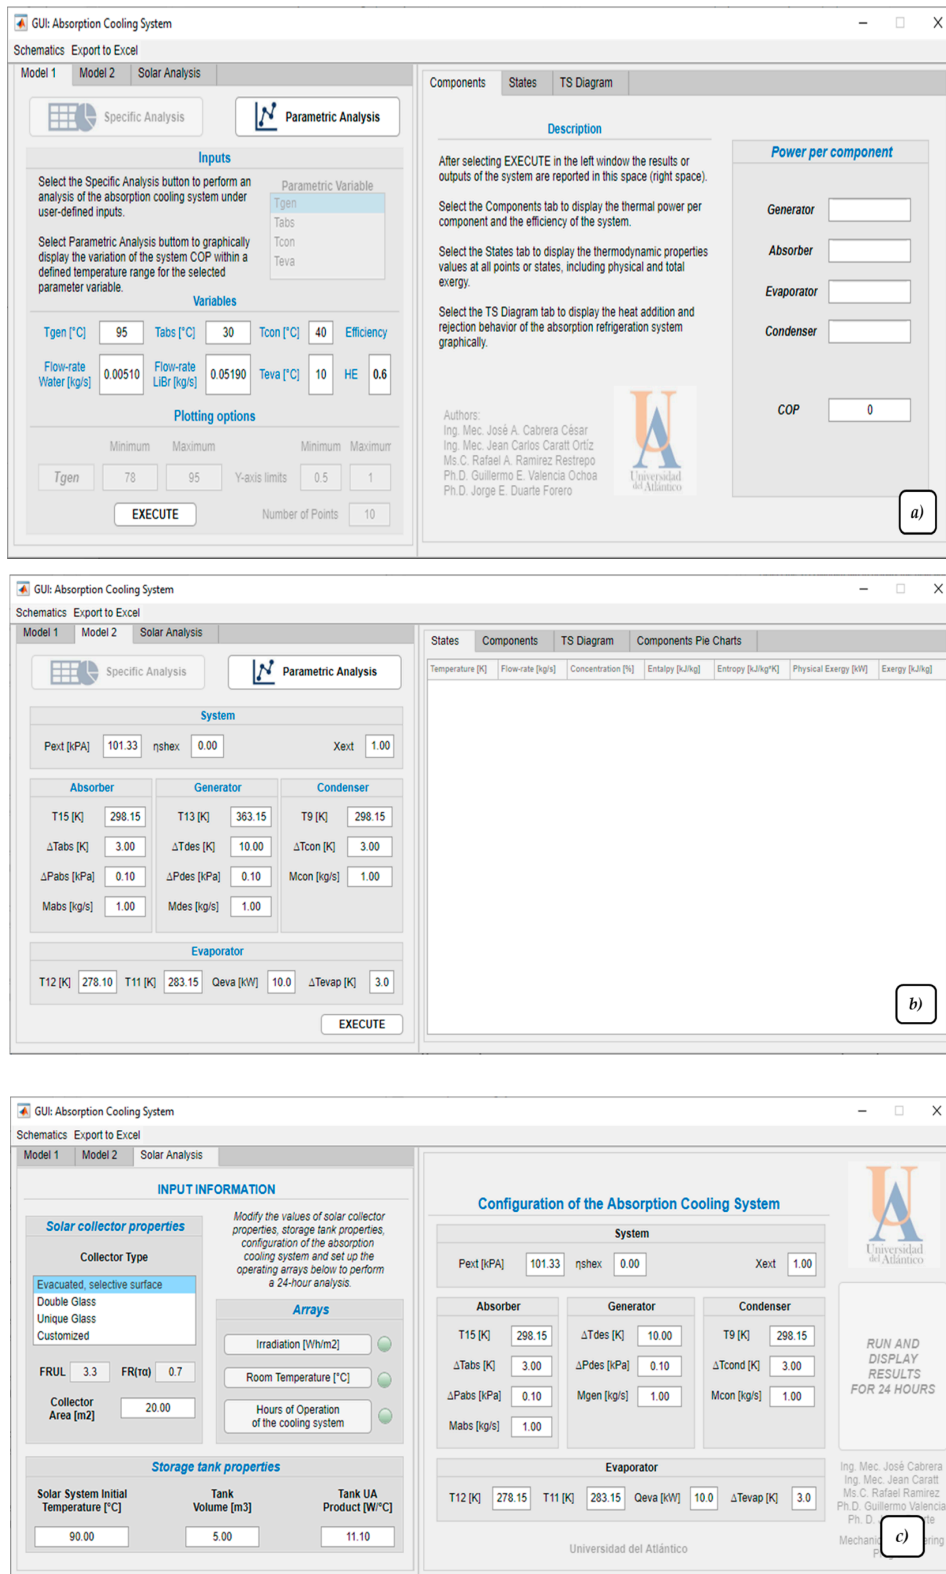 GUI: Absorption Cooling System
Schematics Export to Excel
Model 1 Model 2 Solar Analysis
Specific Analysis Parametric Analysis
Inputs
Select the Specific Analysis button to perform an
analysis of the absorption cooling system under
user-defined inputs.
Select Parametric Analysis buttom to graphically
display the variation of the system COP within a
defined temperature range for the selected
parameter variable.
Parametric Variable
Tgen
Tabs
Tcon
Teva
Variables
Tgen [°C] 95 Tabs [°C] 30 Tcon [°C] 40 Efficiency
Flow-rate
Water [kg/s] 0.00510 Flow-rate
LiBr [kg/s] 0.05190 Teva [°C] 10 HE 0.6
Plotting options
Minimum Maximum Minimum Maximum
Tgen 78 95 Y-axis limits 0.5 1
EXECUTE Number of Points 10
Components States TS Diagram
Description
After selecting EXECUTE in the left window the results or
outputs of the system are reported in this space (right space).
Select the Components tab to display the thermal power per
component and the efficiency of the system.
Select the States tab to display the thermodynamic properties
values at all points or states, including physical and total
exergy.
Select the TS Diagram tab to display the heat addition and
rejection behavior of the absorption refrigeration system
graphically.
Authors:
Ing. Mec. José A. Cabrera César
Ing. Mec. Jean Carlos Caratt Ortíz
Ms.C. Rafael A. Ramirez Restrepo
Ph.D. Guillermo E. Valencia Ochoa
Ph.D. Jorge E. Duarte Forero
Universidad
del Atlántico
Power per component
Generator
Absorber
Evaporator
Condenser
COP 0
a)
GUI: Absorption Cooling System
Schematics Export to Excel
Model 1 Model 2 Solar Analysis
Specific Analysis Parametric Analysis
System
Pext [kPA] 101.33 ηshex 0.00 Xext 1.00
Absorber Generator Condenser
T15 [K] 298.15 T13 [K] 363.15 T9 [K] 298.15
ΔTabs [K] 3.00 ΔTdes [K] 10.00 ΔTcon [K] 3.00
ΔPabs [kPa] 0.10 ΔPdes [kPa] 0.10 Mcon [kg/s] 1.00
Mabs [kg/s] 1.00 Mdes [kg/s] 1.00
Evaporator
T12 [K] 278.10 T11 [K] 283.15 Qeva [kW] 10.0 ΔTevap [K] 3.0
EXECUTE
States Components TS Diagram Components Pie Charts
Temperature [K] Flow-rate [kg/s] Concentration [%] Entalpy [kJ/kg] Entropy [kJ/kg*K] Physical Exergy [kW] Exergy [kJ/kg]
b)
GUI: Absorption Cooling System
Schematics Export to Excel
Model 1 Model 2 Solar Analysis
INPUT INFORMATION
Solar collector properties
Collector Type
Evacuated, selective surface
Double Glass
Unique Glass
Customized
FRUL 3.3 FR(τα) 0.7
Collector
Area [m2] 20.00
Modify the values of solar collector
properties, storage tank properties,
configuration of the absorption
cooling system and set up the
operating arrays below to perform
a 24-hour analysis.
Arrays
Irradiation [Wh/m2]
Room Temperature [°C]
Hours of Operation
of the cooling system
Storage tank properties
Solar System Initial
Temperature [°C] Tank
Volume [m3] Tank UA
Product [W/°C]
90.00 5.00 11.10
Configuration of the Absorption Cooling System
System
Pext [kPA] 101.33 ηshex 0.00 Xext 1.00
Absorber Generator Condenser
T15 [K] 298.15 ΔTdes [K] 10.00 T9 [K] 298.15
ΔTabs [K] 3.00 ΔPdes [kPa] 0.10 ΔTcond [K] 3.00
ΔPabs [kPa] 0.10 Mgen [kg/s] 1.00 Mcon [kg/s] 1.00
Mabs [kg/s] 1.00
Evaporator
T12 [K] 278.15 T11 [K] 283.15 Qeva [kW] 10.0 ΔTevap [K] 3.0
Universidad del Atlántico
Universidad
del Atlántico
RUN AND
DISPLAY
RESULTS
FOR 24 HOURS
Ing. Mec. José Cabrera
Ing. Mec. Jean Caratt
Ms.C. Rafael Ramirez
Ph.D. Guillermo Valencia
Ph. D.
c)